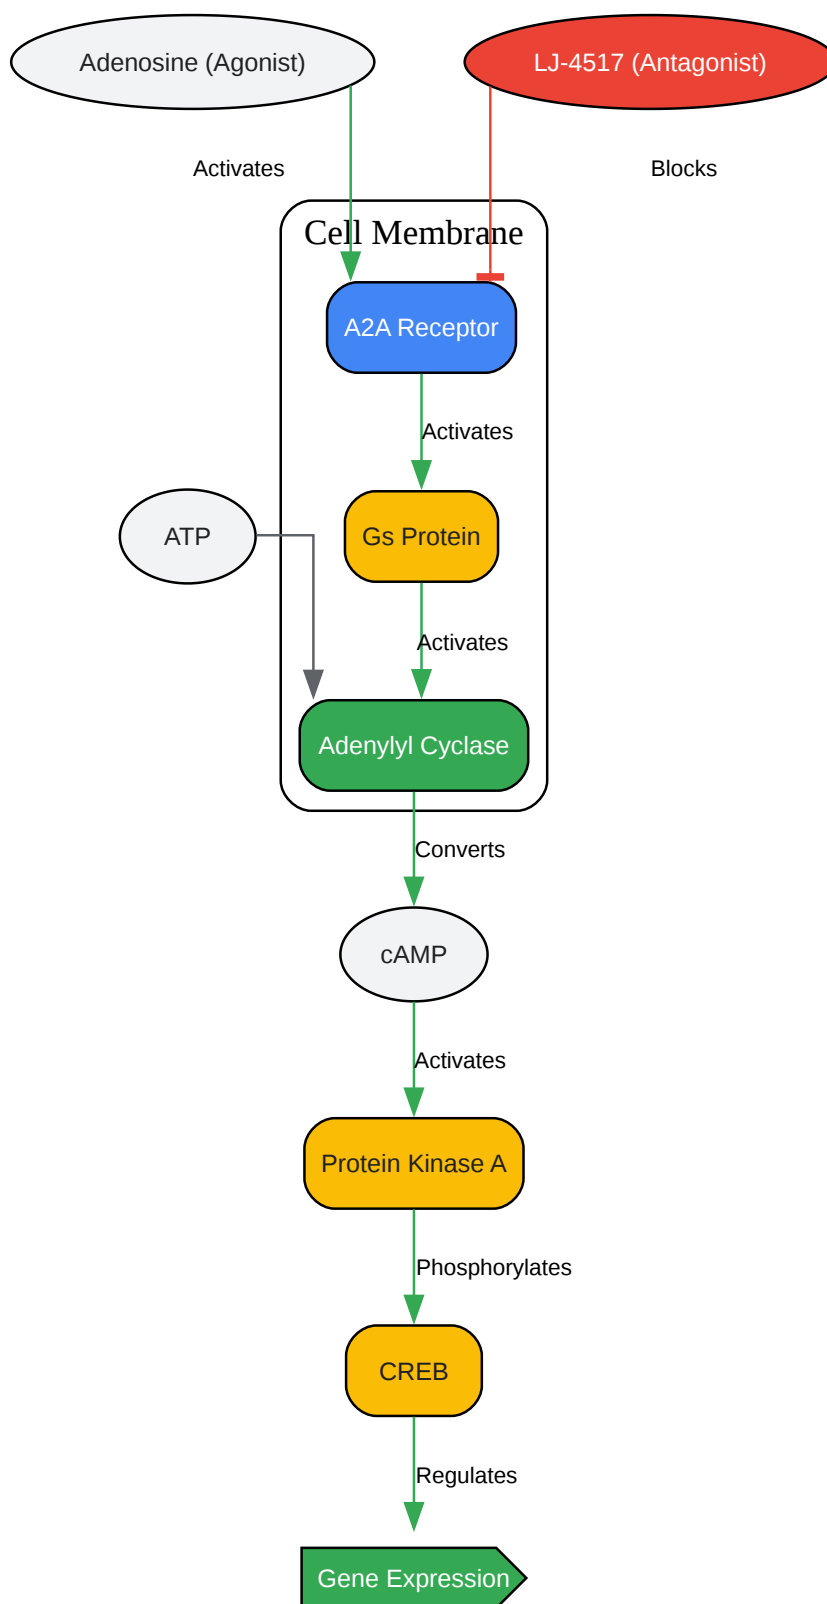 Adenosine (Agonist)
LJ-4517 (Antagonist)
Activates
Blocks
Cell Membrane
A2A Receptor
Activates
ATP
Gs Protein
Activates
Adenylyl Cyclase
Converts
cAMP
Activates
Protein Kinase A
Phosphorylates
CREB
Regulates
Gene Expression